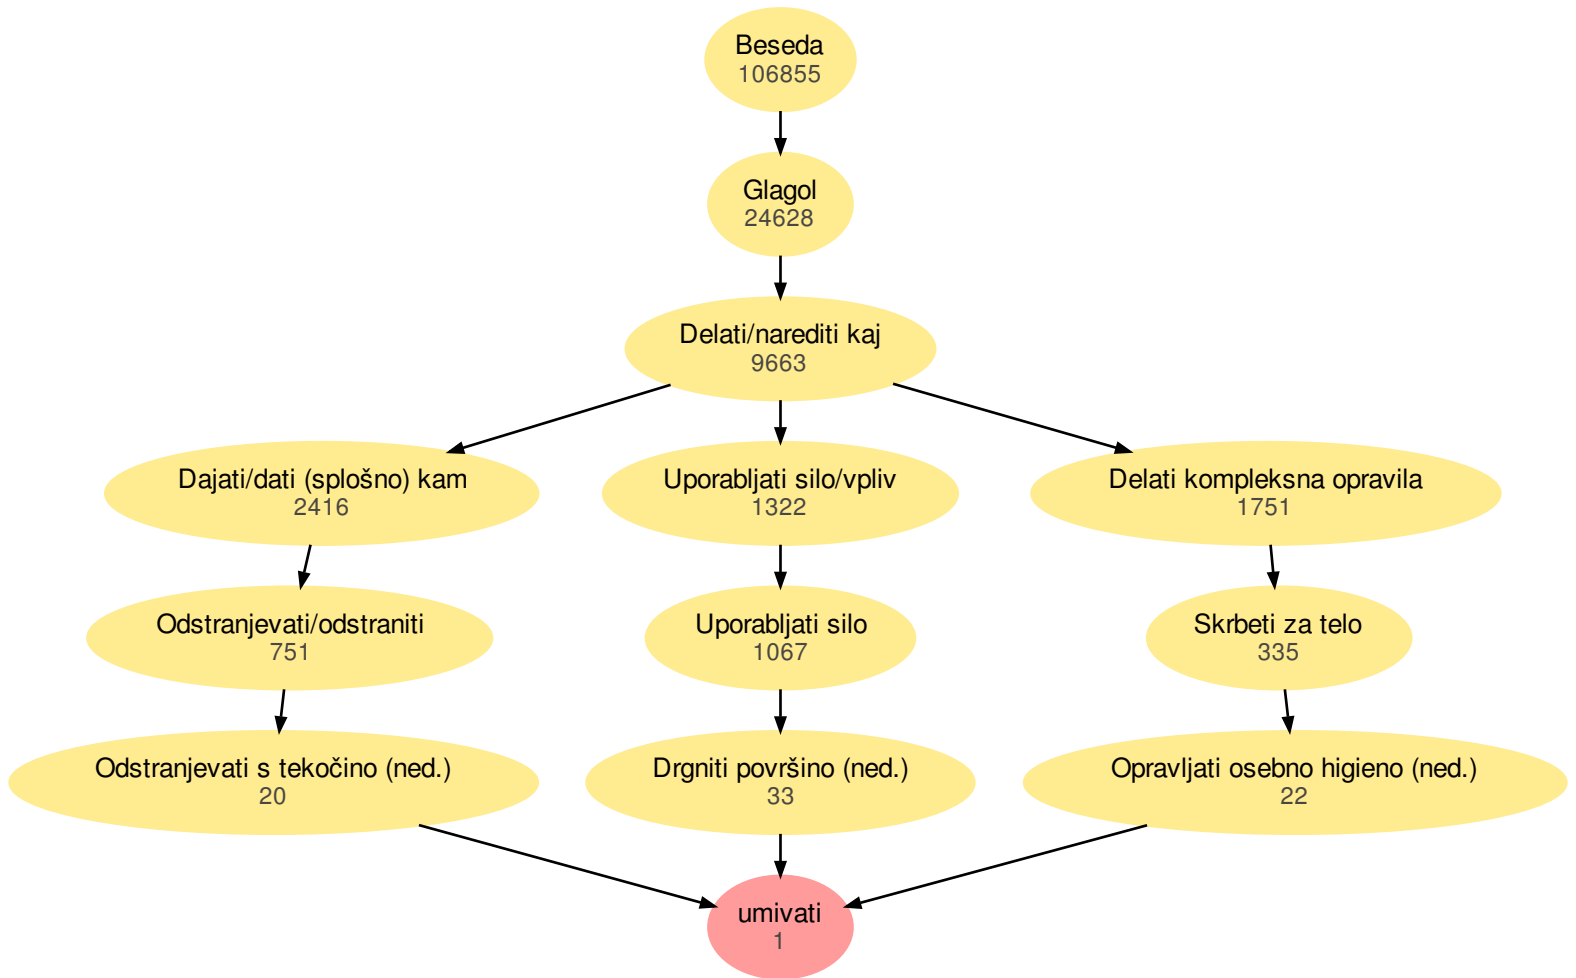 Beseda
106855
Glagol
24628
Delati/narediti kaj
9663
Dajati/dati (splošno) kam
2416
Uporabljati silo/vpliv
1322
Delati kompleksna opravila
1751
Odstranjevati/odstraniti
751
Uporabljati silo
1067
Skrbeti za telo
335
Odstranjevati s tekočino (ned.)
20
Drgniti površino (ned.)
33
Opravljati osebno higieno (ned.)
22
umivati
1